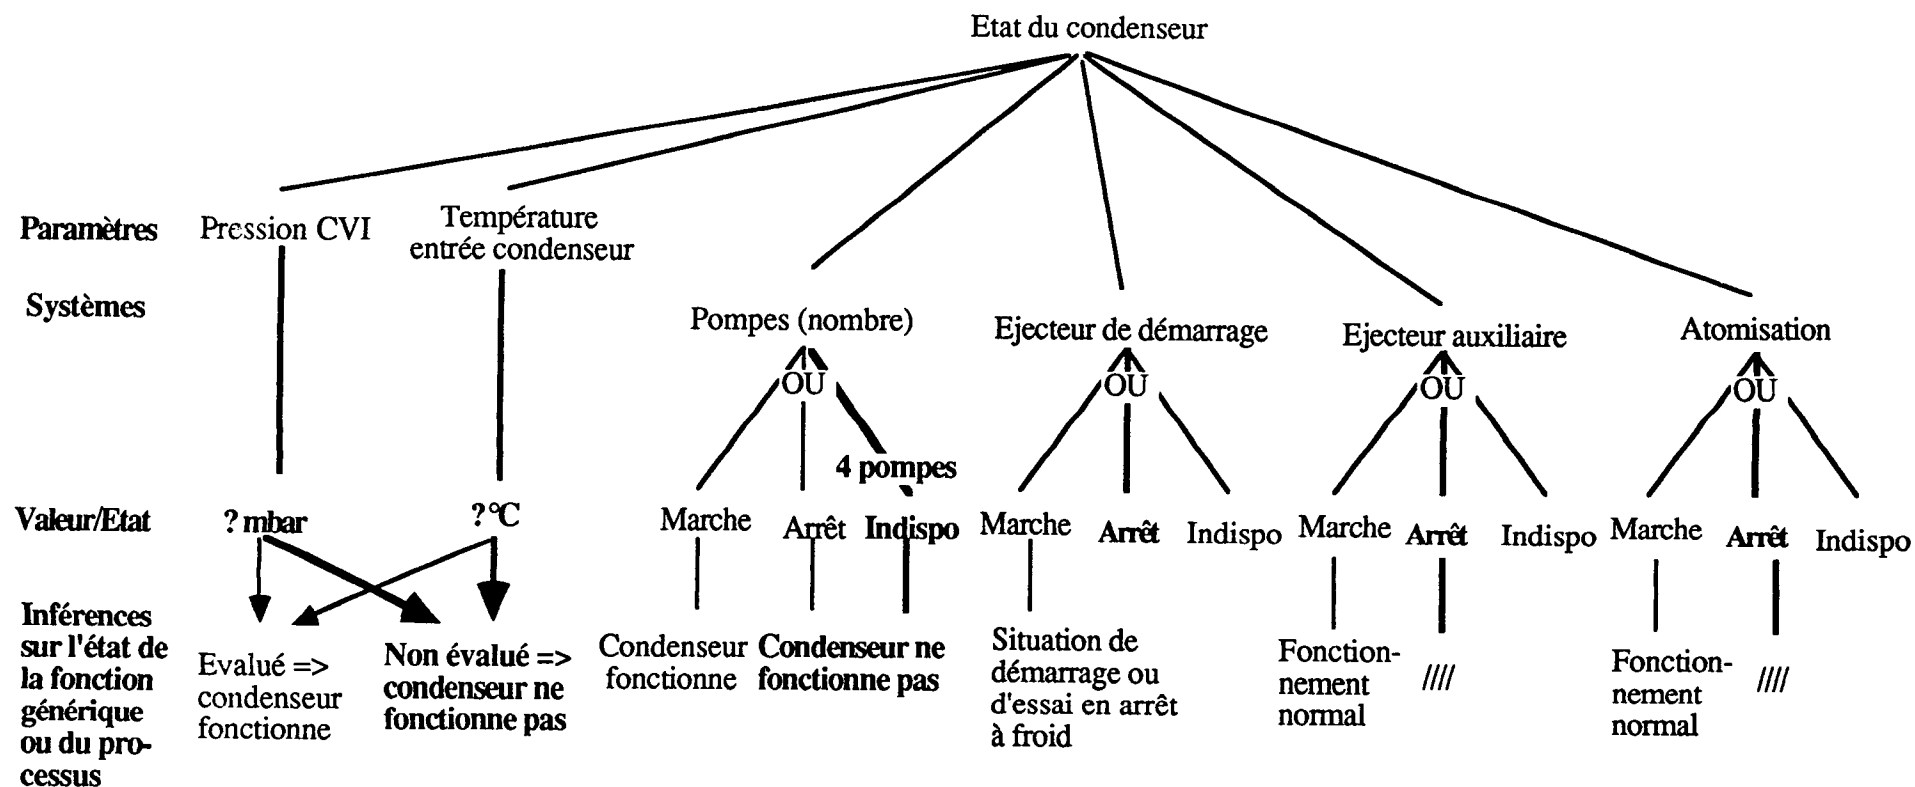 Etat du condenseur
Paramètres
Pression CVI
Température
entrée condenseur
Systèmes
Pompes (nombre)
Ejecteur de démarrage
Ejecteur auxiliaire
Atomisation
OU
OU
OU
OU
4 pompes
Valeur/Etat
? mbar
?°C
Marche
Arrêt
Indispo
Marche
Arrêt
Indispo
Marche
Arrêt
Indispo
Marche
Arrêt
Indispo
Inférences
sur l'état de
la fonction
générique
ou du pro-
cessus
Evalué =>
condenseur
fonctionne
Non évalué =>
condenseur ne
fonctionne pas
Condenseur
fonctionne
Condenseur ne
fonctionne pas
Situation de
démarrage ou
d'essai en arrêt
à froid
Fonction-
nement
normal
////
Fonction-
nement
normal
////